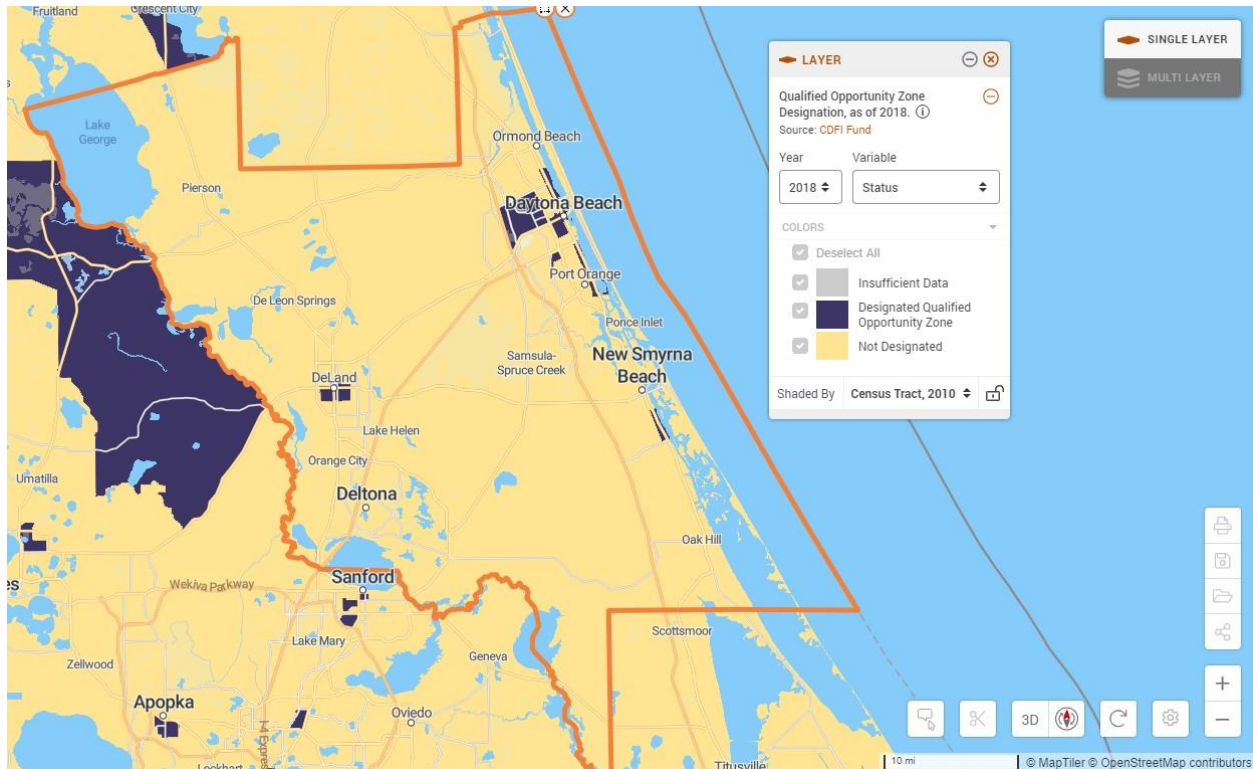 Fruitland
Crescent City
Lake
George
Pierson
Ormond Beach
Daytona Beach
Port Orange
De Leon Springs
Ponce Inlet
Samsula-
Spruce Creek
New Smyrna
Beach
DeLand
Lake Helen
Orange City
Umatilla
Deltona
Oak Hill
Sanford
Wekiva Parkway
Lake Mary
Scottsmoor
Geneva
Zellwood
Apopka
Oviedo
I-4 Express
Lockhart
Titusville
LAYER
Qualified Opportunity Zone
Designation, as of 2018.
Source: CDFI Fund
Year Variable
2018 Status
COLORS
Deselect All
Insufficient Data
Designated Qualified
Opportunity Zone
Not Designated
Shaded By Census Tract, 2010
SINGLE LAYER
MULTI LAYER
+
3D
−
10 mi
© MapTiler © OpenStreetMap contributors